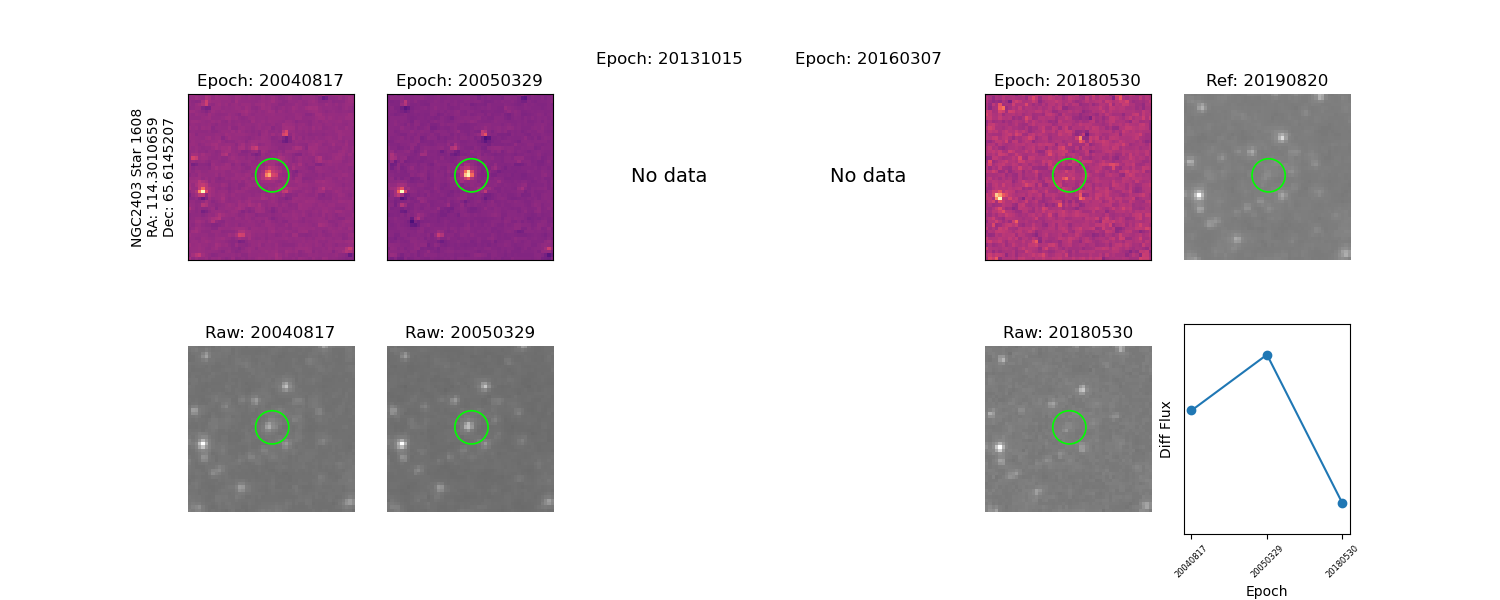 Epoch: 20040817
Epoch: 20050329
Epoch: 20131015
Epoch: 20160307
Epoch: 20180530
Ref: 20190820
NGC2403 Star 1608
RA: 114.3010659
Dec: 65.6145207
No data
No data
Raw: 20040817
Raw: 20050329
Raw: 20180530
Diff Flux
20040817
20050329
20180530
Epoch